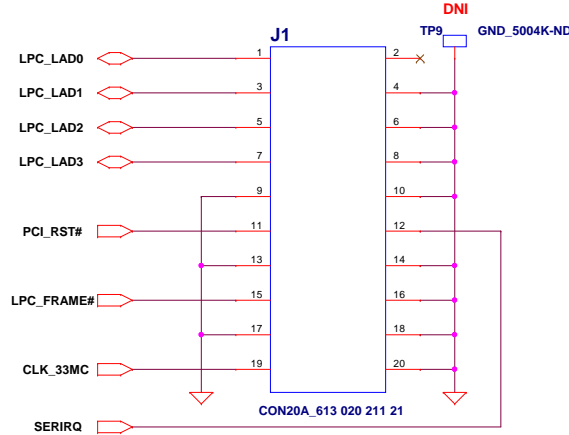 DNI
TP9 GND_5004K-ND
J1
LPC_LAD0 1 2
LPC_LAD1 3 4
LPC_LAD2 5 6
LPC_LAD3 7 8
9 10
PCI_RST# 11 12
13 14
LPC_FRAME# 15 16
17 18
CLK_33MC 19 20
CON20A_613 020 211 21
SERIRQ